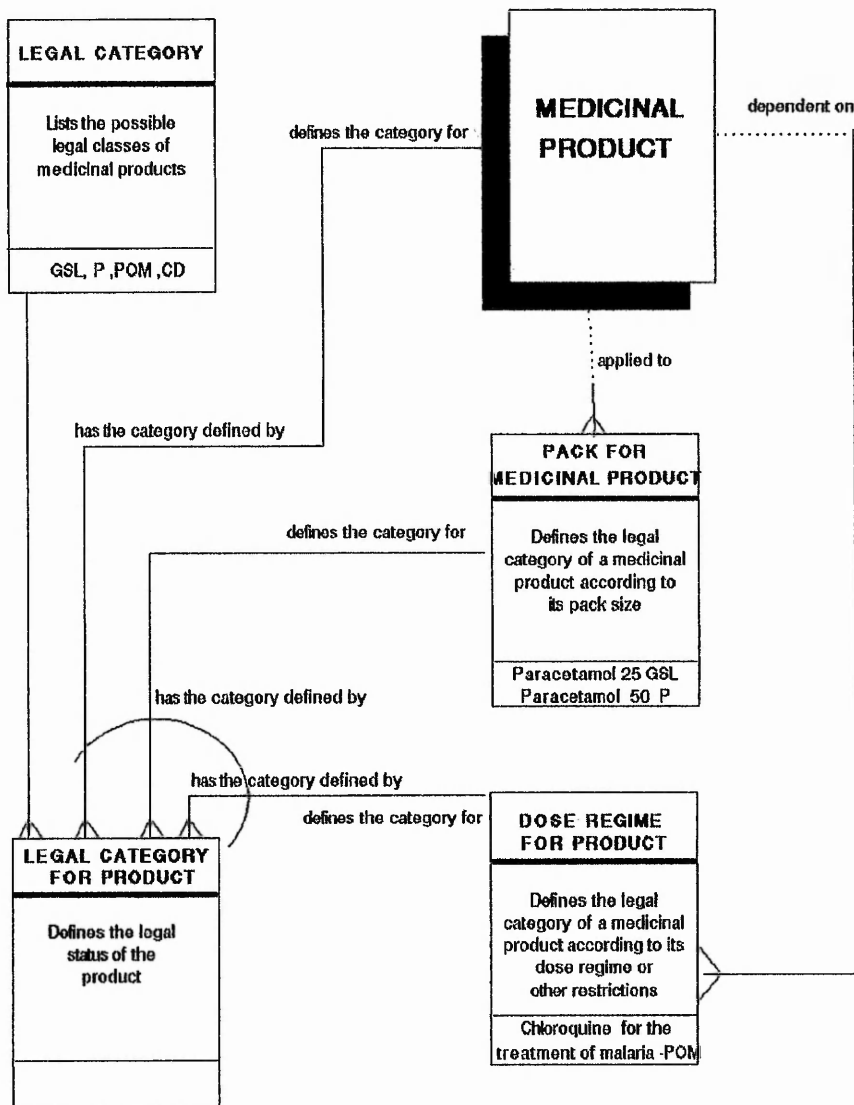 LEGAL CATEGORY
Lists the possible
legal classes of
medicinal products
GSL, P ,POM ,CD
MEDICINAL
PRODUCT
dependent on
defines the category for
applied to
has the category defined by
PACK FOR
MEDICINAL PRODUCT
Defines the legal
category of a medicinal
product according to
its pack size
Paracetamol 25 GSL
Paracetamol 50 P
defines the category for
has the category defined by
has the category defined by
defines the category for
DOSE REGIME
FOR PRODUCT
Defines the legal
category of a medicinal
product according to its
dose regime or
other restrictions
Chloroquine for the
treatment of malaria -POM
LEGAL CATEGORY
FOR PRODUCT
Defines the legal
status of the
product